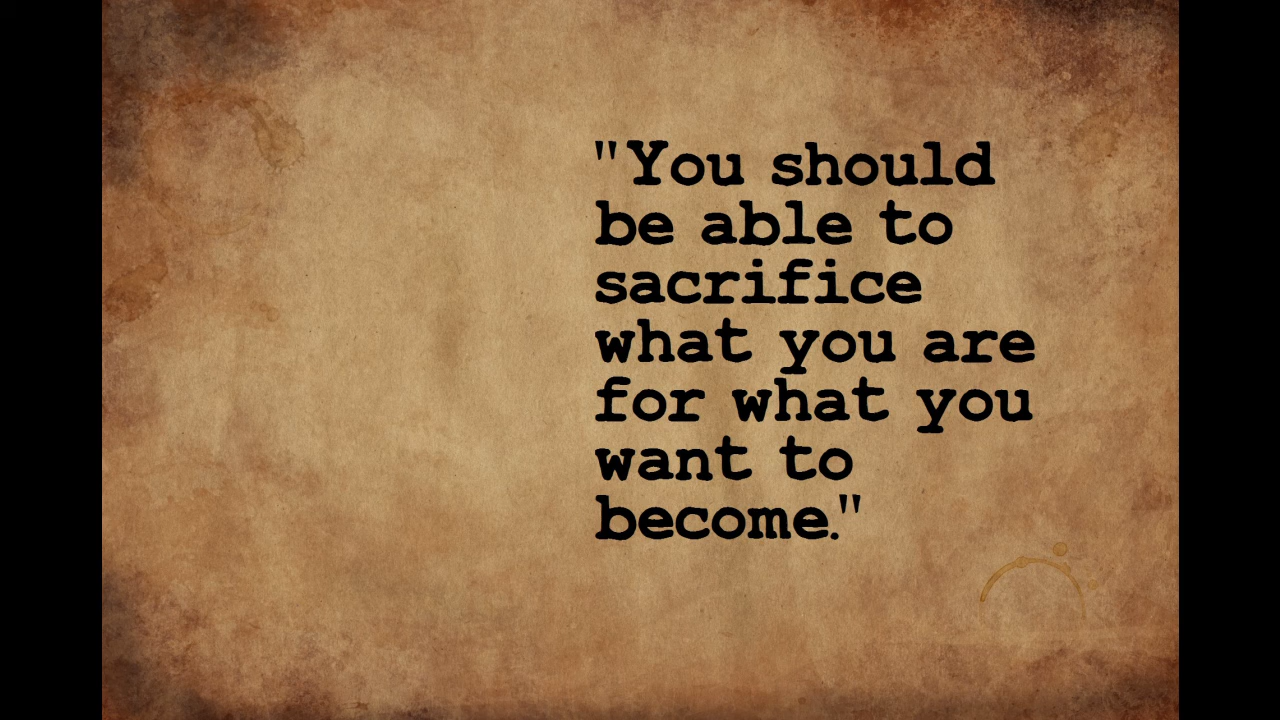 "You should
be able to
sacrifice
what you are
for what you
want to
become."